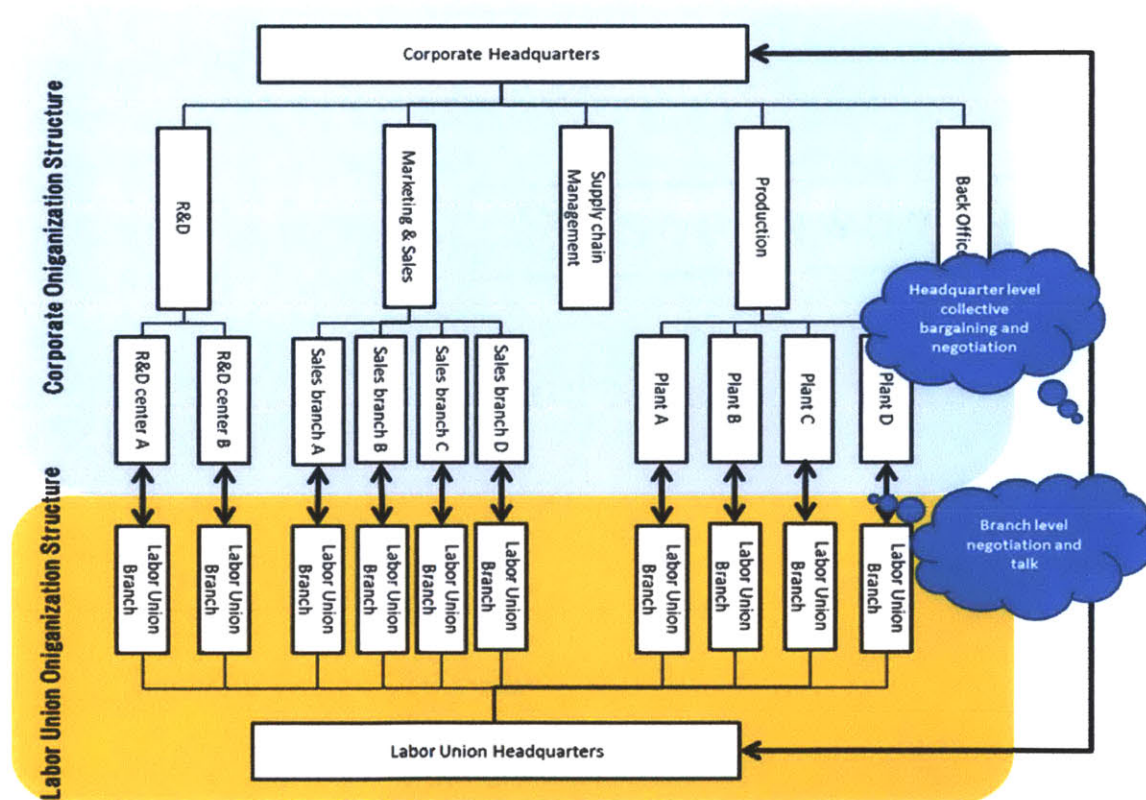 Corporate Oniganization Structure
Corporate Headquarters
R&D
Marketing & Sales
Supply chain
Management
Production
Back Offic
Headquarter level
collective
bargaining and
negotiation
R&D center A
R&D center B
Sales branch A
Sales branch B
Sales branch C
Sales branch D
Plant A
Plant B
Plant C
Plant D
Labor Union Oniganization Structure
Branch level
negotiation and
talk
Labor Union
Branch
Labor Union
Branch
Labor Union
Branch
Labor Union
Branch
Labor Union
Branch
Labor Union
Branch
Labor Union
Branch
Labor Union
Branch
Labor Union
Branch
Labor Union
Branch
Labor Union Headquarters